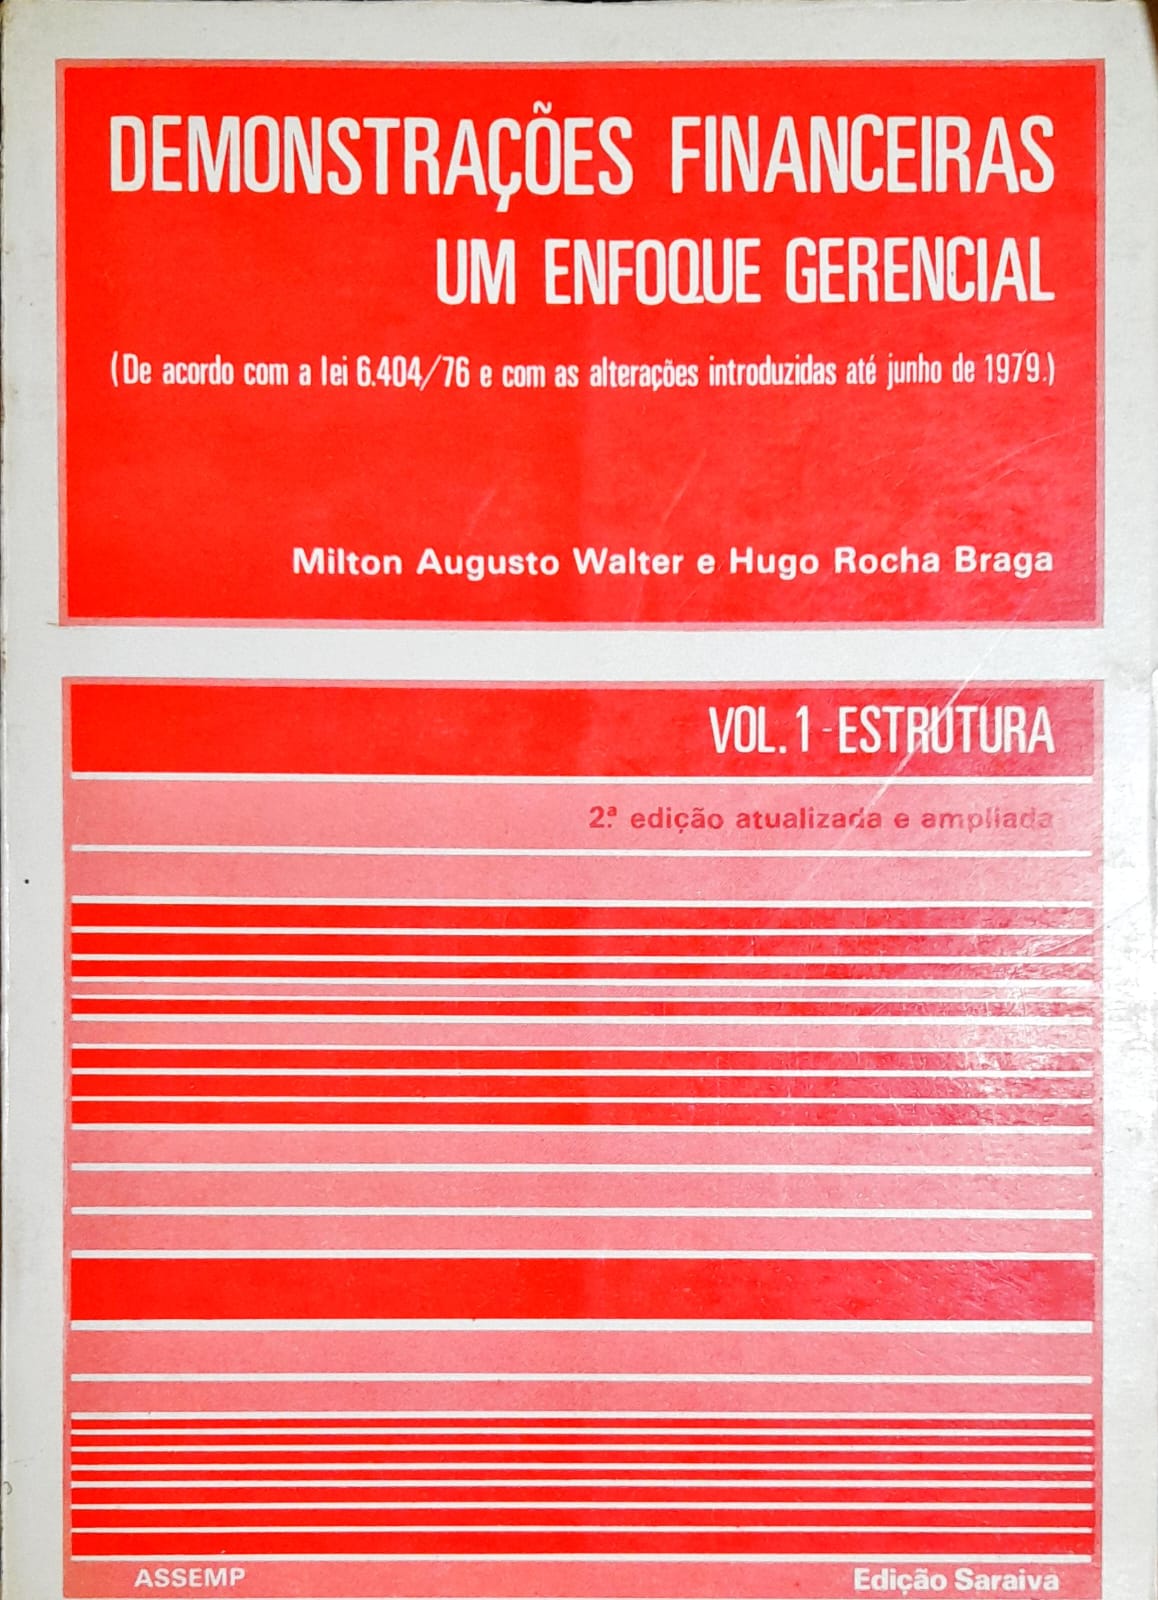 DEMONSTRAÇÕES FINANCEIRAS
UM ENFOQUE GERENCIAL
(De acordo com a lei 6.404/76 e com as alterações introduzidas até junho de 1979.)
Milton Augusto Walter e Hugo Rocha Braga
VOL. 1 - ESTRUTURA
2ª edição atualizada e ampliada
ASSEMP
Edição Saraiva